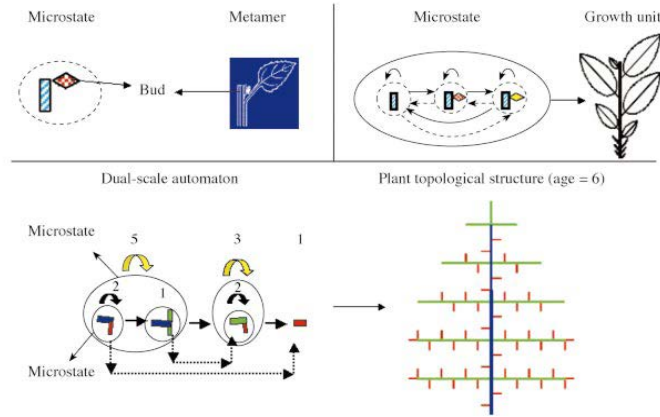 Microstate
Metamer
Bud
Microstate
Growth unit
Dual-scale automaton
Plant topological structure (age = 6)
Microstate
5
3
1
2
1
2
Microstate